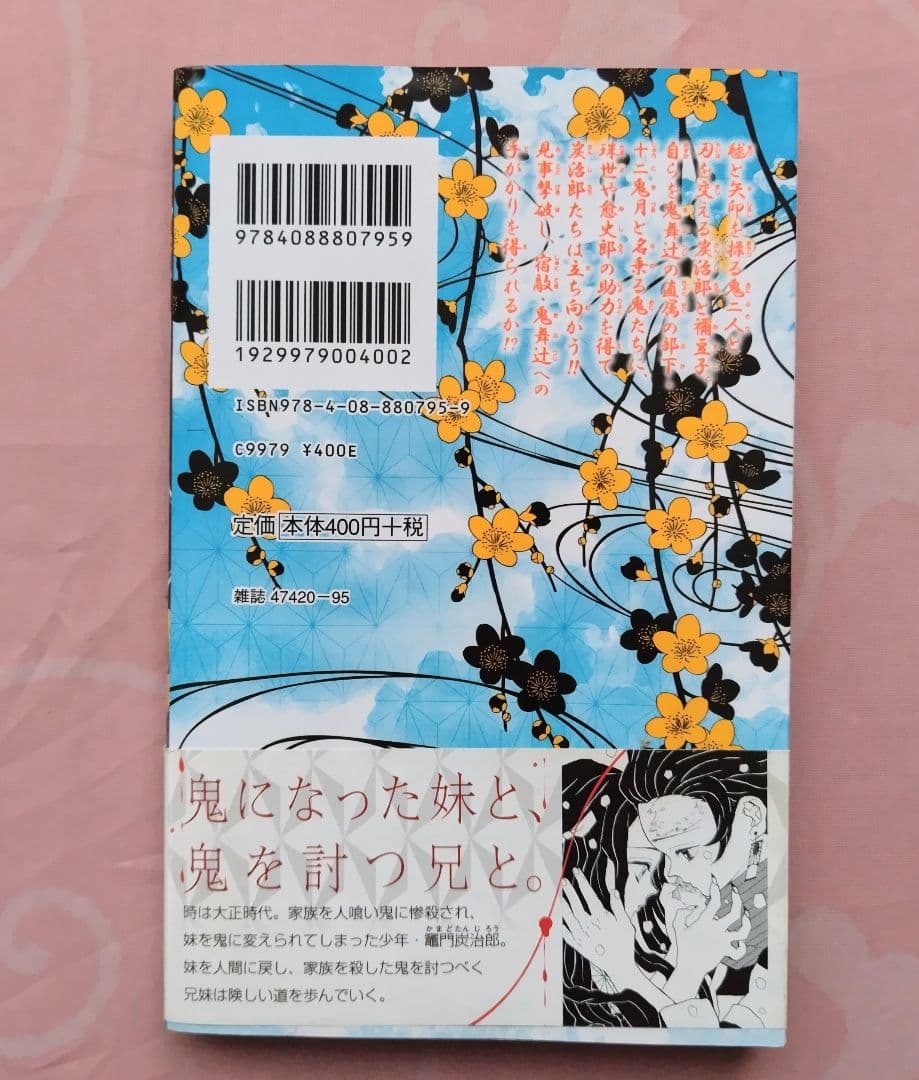 9784088807959
1929979004002
ISBN978-4-08-880795-9
C9979 ¥400E
定価 本体400円+税
雑誌 47420-95
毬と矢印を操る鬼二人と
刃を交える炭治郎と禰豆子。
自らを鬼舞辻の直属の部下・
十二鬼月と名乗る鬼たちに、
珠世や愈史郎の助力を得て
炭治郎たちは立ち向かう!!
見事撃破し、宿敵・鬼舞辻への
手がかりを得られるか!?
鬼になった妹と、
鬼を討つ兄と。
時は大正時代。家族を人喰い鬼に惨殺され、
妹を鬼に変えられてしまった少年・竈門炭治郎。
かまどたんじろう
妹を人間に戻し、家族を殺した鬼を討つべく
兄妹は険しい道を歩んでいく。